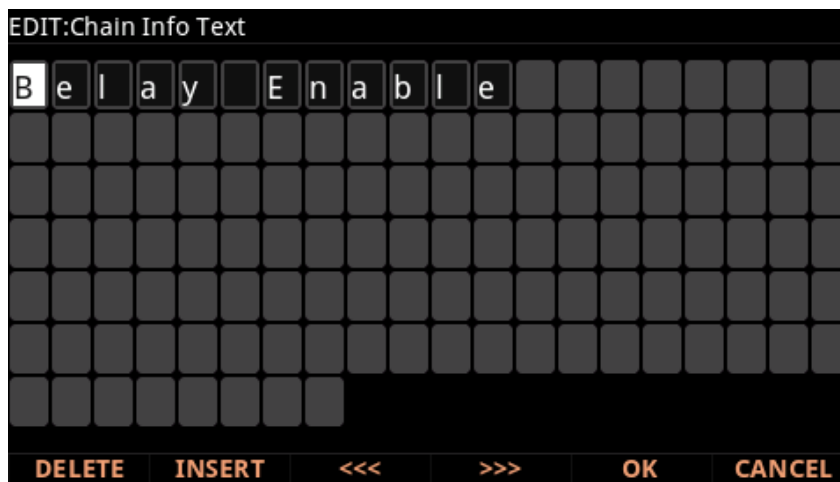 EDIT:Chain Info Text
Belay Enable
DELETE INSERT <<< >>> OK CANCEL